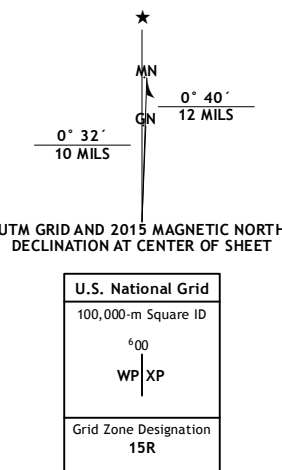 ★
MN
0° 40´
12 MILS
GN
0° 32´
10 MILS
UTM GRID AND 2015 MAGNETIC NORTH
DECLINATION AT CENTER OF SHEET
U.S. National Grid
100,000-m Square ID
⁶00
WP XP
Grid Zone Designation
15R